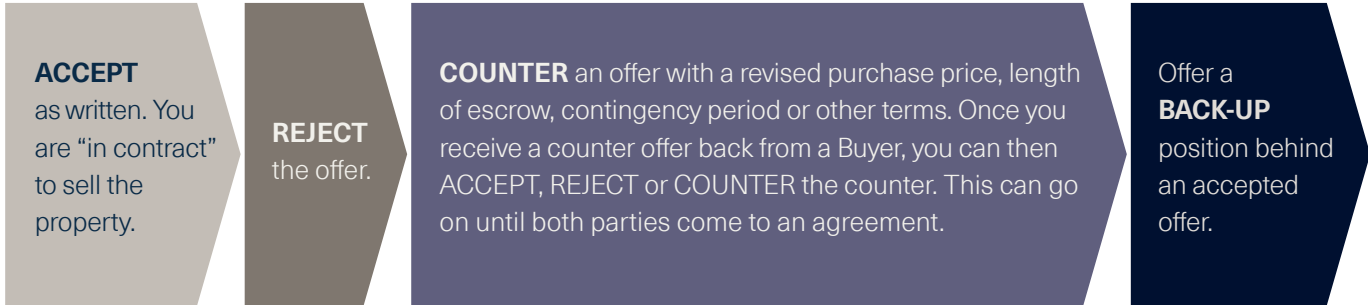 ACCEPT
as written. You
are “in contract”
to sell the
property.
REJECT
the offer.
COUNTER an offer with a revised purchase price, length
of escrow, contingency period or other terms. Once you
receive a counter offer back from a Buyer, you can then
ACCEPT, REJECT or COUNTER the counter. This can go
on until both parties come to an agreement.
Offer a
BACK-UP
position behind
an accepted
offer.